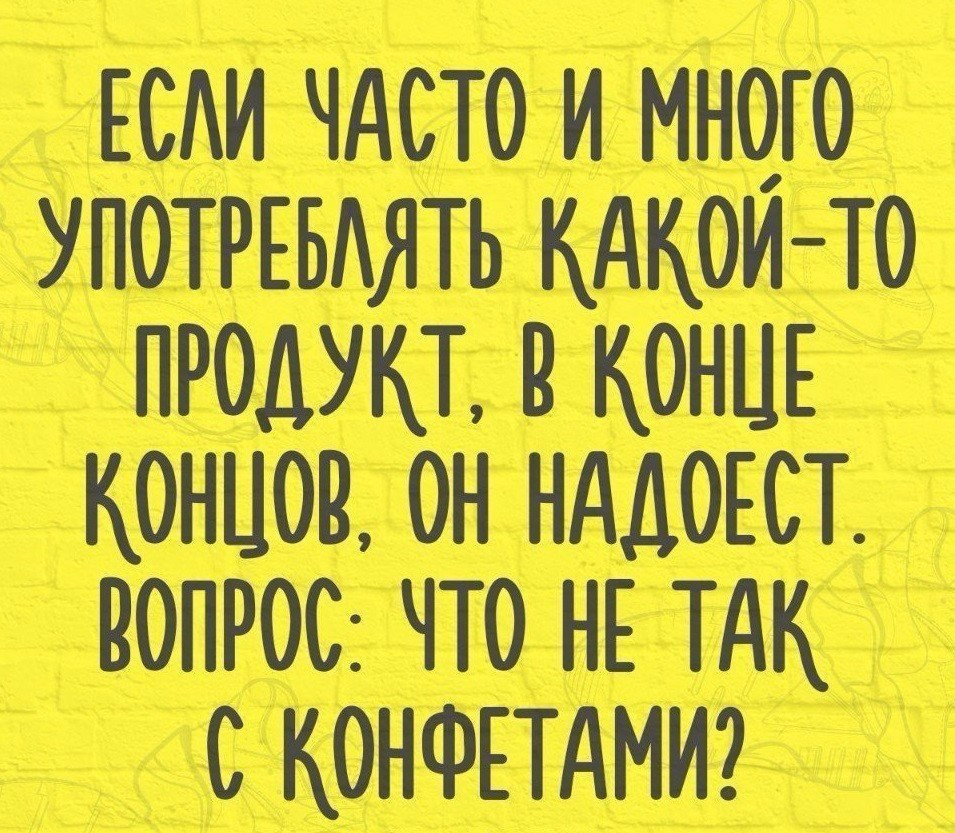 ЕСЛИ ЧАСТО И МНОГО
УПОТРЕБЛЯТЬ КАКОЙ-ТО
ПРОДУКТ, В КОНЦЕ
КОНЦОВ, ОН НАДОЕСТ.
ВОПРОС: ЧТО НЕ ТАК
С КОНФЕТАМИ?